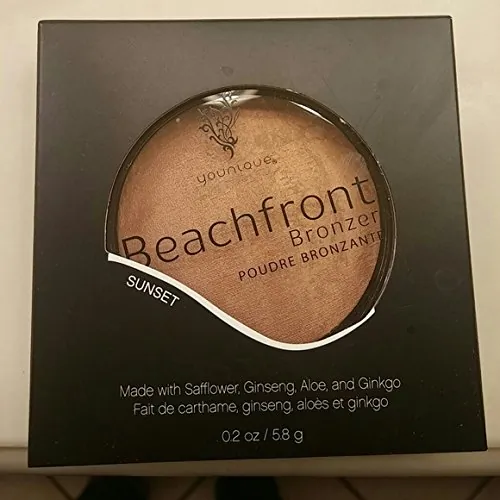 younique®
Beachfront
Bronzer
POUDRE BRONZANTE
SUNSET
Made with Safflower, Ginseng, Aloe, and Ginkgo
Fait de carthame, ginseng, aloès et ginkgo
0.2 oz / 5.8 g